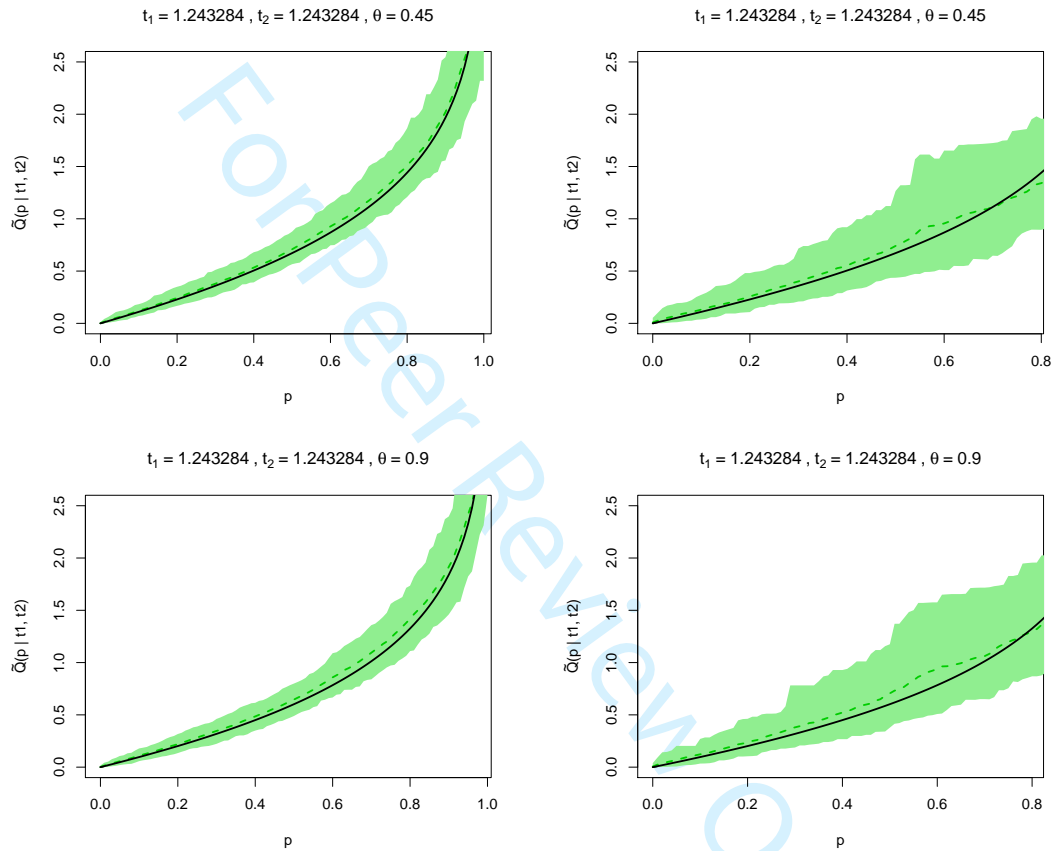 t₁ = 1.243284 , t₂ = 1.243284 , θ = 0.45
Q̃(p | t1, t2)
0.0 0.5 1.0 1.5 2.0 2.5
0.0 0.2 0.4 0.6 0.8 1.0
p
t₁ = 1.243284 , t₂ = 1.243284 , θ = 0.45
Q̃(p | t1, t2)
0.0 0.5 1.0 1.5 2.0 2.5
0.0 0.2 0.4 0.6 0.8
p
t₁ = 1.243284 , t₂ = 1.243284 , θ = 0.9
Q̃(p | t1, t2)
0.0 0.5 1.0 1.5 2.0 2.5
0.0 0.2 0.4 0.6 0.8 1.0
p
t₁ = 1.243284 , t₂ = 1.243284 , θ = 0.9
Q̃(p | t1, t2)
0.0 0.5 1.0 1.5 2.0 2.5
0.0 0.2 0.4 0.6 0.8
p
For Peer Review O